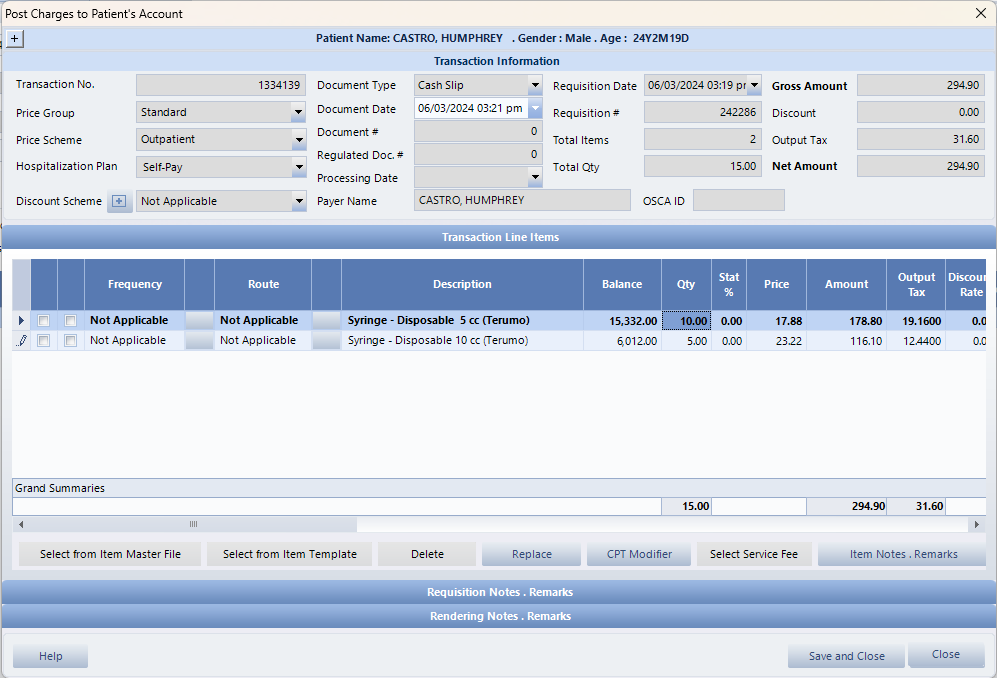 Post Charges to Patient's Account
+ Patient Name: CASTRO, HUMPHREY . Gender : Male . Age : 24Y2M19D
Transaction Information
Transaction No. 1334139 Document Type Cash Slip Requisition Date 06/03/2024 03:19 pr Gross Amount 294.90
Price Group Standard Document Date 06/03/2024 03:21 pm Requisition # 242286 Discount 0.00
Document # 0
Price Scheme Outpatient Total Items 2 Output Tax 31.60
Regulated Doc. # 0
Hospitalization Plan Self-Pay Total Qty 15.00 Net Amount 294.90
Processing Date
Discount Scheme + Not Applicable Payer Name CASTRO, HUMPHREY OSCA ID
Transaction Line Items
Frequency Route Description Balance Qty Stat % Price Amount Output Tax Discour Rate
Not Applicable Not Applicable Syringe - Disposable 5 cc (Terumo) 15,332.00 10.00 0.00 17.88 178.80 19.1600 0.0
Not Applicable Not Applicable Syringe - Disposable 10 cc (Terumo) 6,012.00 5.00 0.00 23.22 116.10 12.4400 0.0
Grand Summaries
15.00 294.90 31.60
Select from Item Master File Select from Item Template Delete Replace CPT Modifier Select Service Fee Item Notes . Remarks
Requisition Notes . Remarks
Rendering Notes . Remarks
Help Save and Close Close